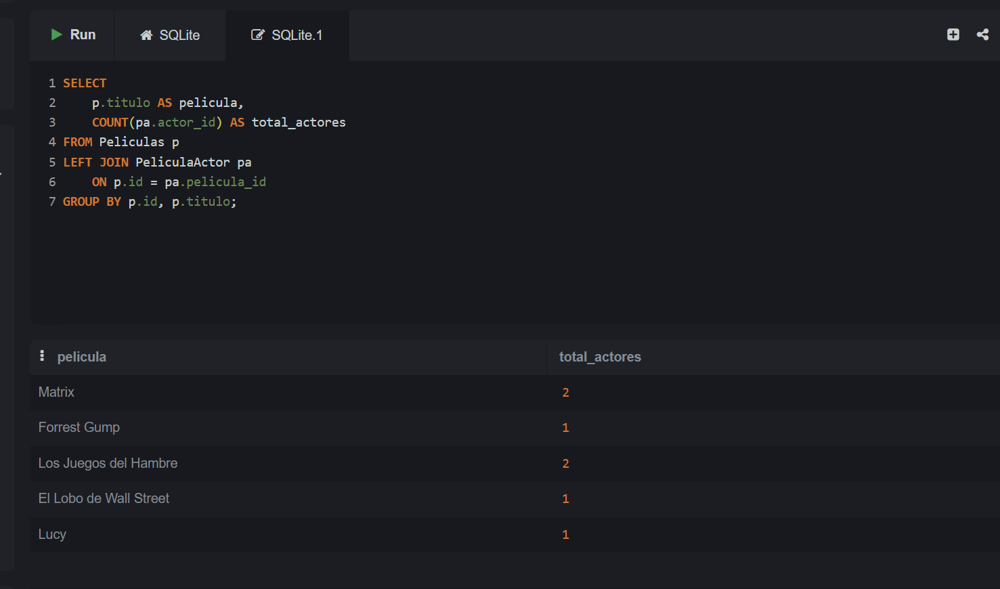 Run SQLite SQLite.1
1 SELECT
2 p.titulo AS pelicula,
3 COUNT(pa.actor_id) AS total_actores
4 FROM Peliculas p
5 LEFT JOIN PeliculaActor pa
6 ON p.id = pa.pelicula_id
7 GROUP BY p.id, p.titulo;
pelicula total_actores
Matrix 2
Forrest Gump 1
Los Juegos del Hambre 2
El Lobo de Wall Street 1
Lucy 1